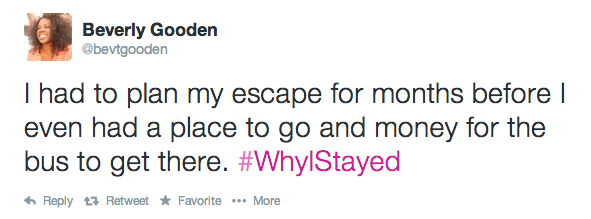 Beverly Gooden
@bevtgooden
I had to plan my escape for months before I
even had a place to go and money for the
bus to get there. #WhyIStayed
Reply Retweet Favorite More